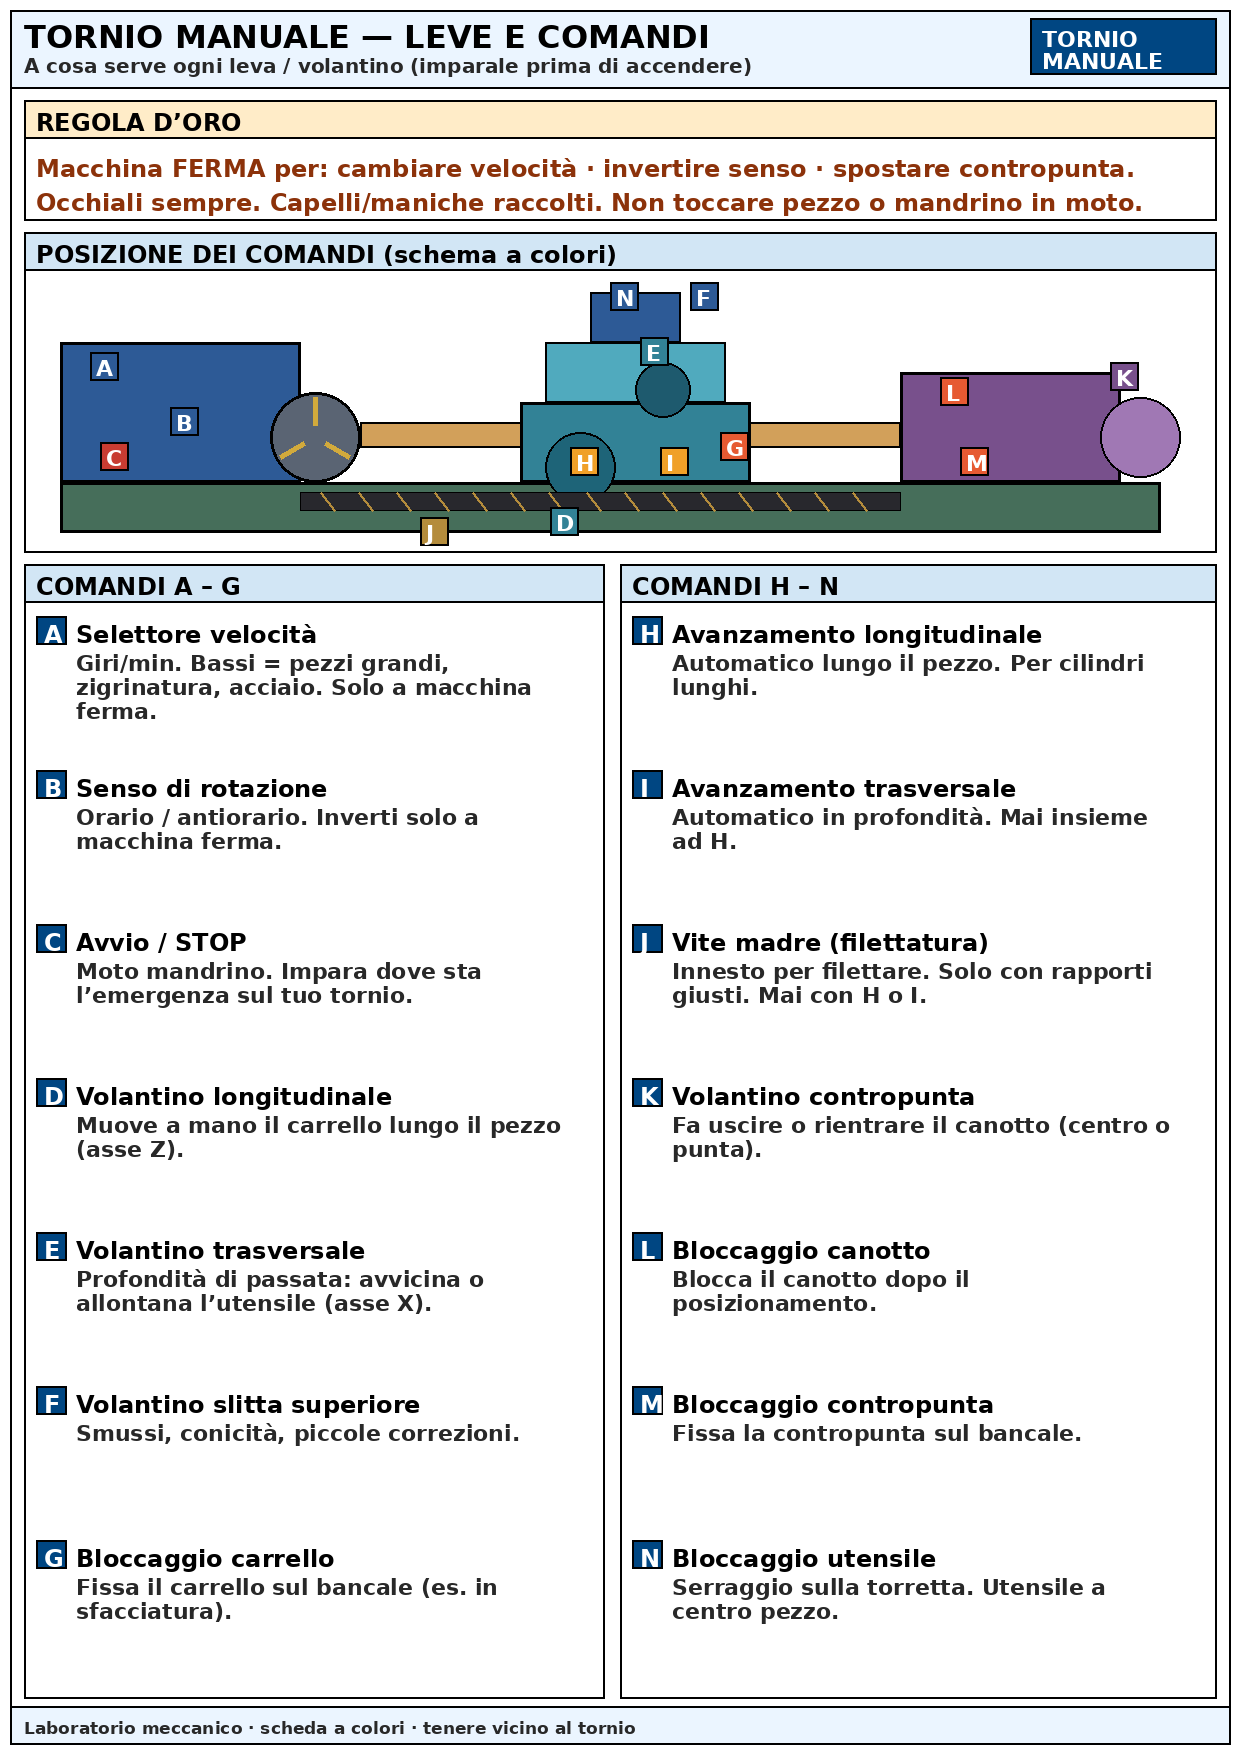 TORNIO MANUALE — LEVE E COMANDI
A cosa serve ogni leva / volantino (imparale prima di accendere)
TORNIO
MANUALE
REGOLA D’ORO
Macchina FERMA per: cambiare velocità · invertire senso · spostare contropunta.
Occhiali sempre. Capelli/maniche raccolti. Non toccare pezzo o mandrino in moto.
POSIZIONE DEI COMANDI (schema a colori)
N
F
E
A
K
L
B
G
C
H
I
M
D
J
COMANDI A – G
A Selettore velocità
Giri/min. Bassi = pezzi grandi,
zigrinatura, acciaio. Solo a macchina
ferma.
B Senso di rotazione
Orario / antiorario. Inverti solo a
macchina ferma.
C Avvio / STOP
Moto mandrino. Impara dove sta
l’emergenza sul tuo tornio.
D Volantino longitudinale
Muove a mano il carrello lungo il pezzo
(asse Z).
E Volantino trasversale
Profondità di passata: avvicina o
allontana l’utensile (asse X).
F Volantino slitta superiore
Smussi, conicità, piccole correzioni.
G Bloccaggio carrello
Fissa il carrello sul bancale (es. in
sfacciatura).
COMANDI H – N
H Avanzamento longitudinale
Automatico lungo il pezzo. Per cilindri
lunghi.
I Avanzamento trasversale
Automatico in profondità. Mai insieme
ad H.
J Vite madre (filettatura)
Innesto per filettare. Solo con rapporti
giusti. Mai con H o I.
K Volantino contropunta
Fa uscire o rientrare il canotto (centro o
punta).
L Bloccaggio canotto
Blocca il canotto dopo il
posizionamento.
M Bloccaggio contropunta
Fissa la contropunta sul bancale.
N Bloccaggio utensile
Serraggio sulla torretta. Utensile a
centro pezzo.
Laboratorio meccanico · scheda a colori · tenere vicino al tornio